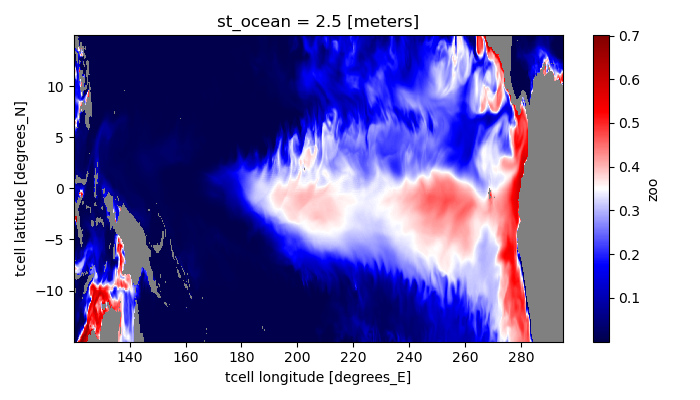 st_ocean = 2.5 [meters]
10
5
0
−5
−10
tcell latitude [degrees_N]
140 160 180 200 220 240 260 280
tcell longitude [degrees_E]
0.7
0.6
0.5
0.4
0.3
0.2
0.1
zoo